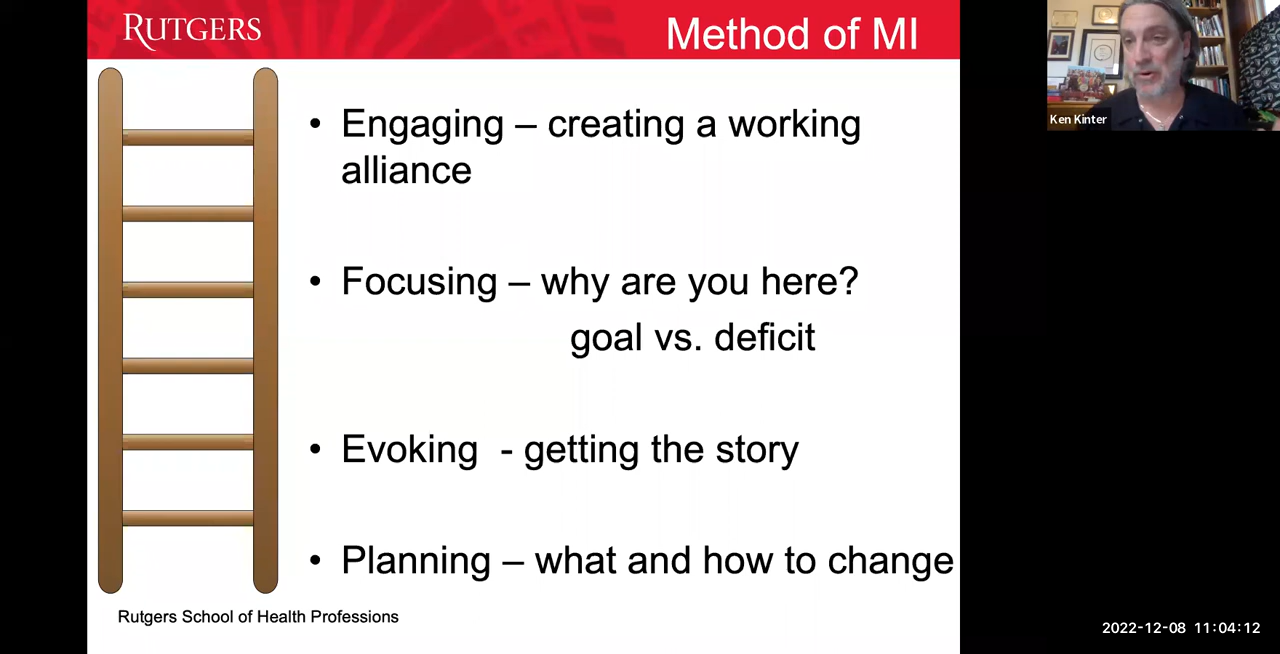 RUTGERS
Method of MI
• Engaging – creating a working
alliance
• Focusing – why are you here?
goal vs. deficit
• Evoking  - getting the story
• Planning – what and how to change
Rutgers School of Health Professions
Ken Kinter
2022-12-08 11:04:12